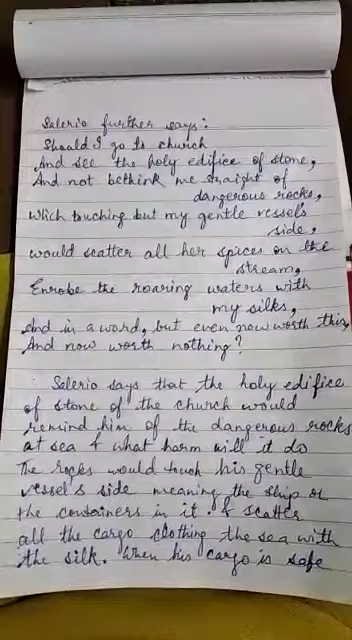 Salerio further says:
Should I go to church
And see the holy edifice of stone,
And not bethink me straight of
dangerous rocks,
Which touching but my gentle vessels
side,
would scatter all her spices on the
stream,
Enrobe the roaring waters with
my silks,
And in a word, but even now worth this,
And now worth nothing?
Salerio says that the holy edifice
of stone of the church would
remind him of the dangerous rocks
at sea & what harm will it do
The rocks would touch his gentle
vessel's side meaning the ship or
the containers in it. & scatter
all the cargo clothing the sea with
the silk. When his cargo is safe